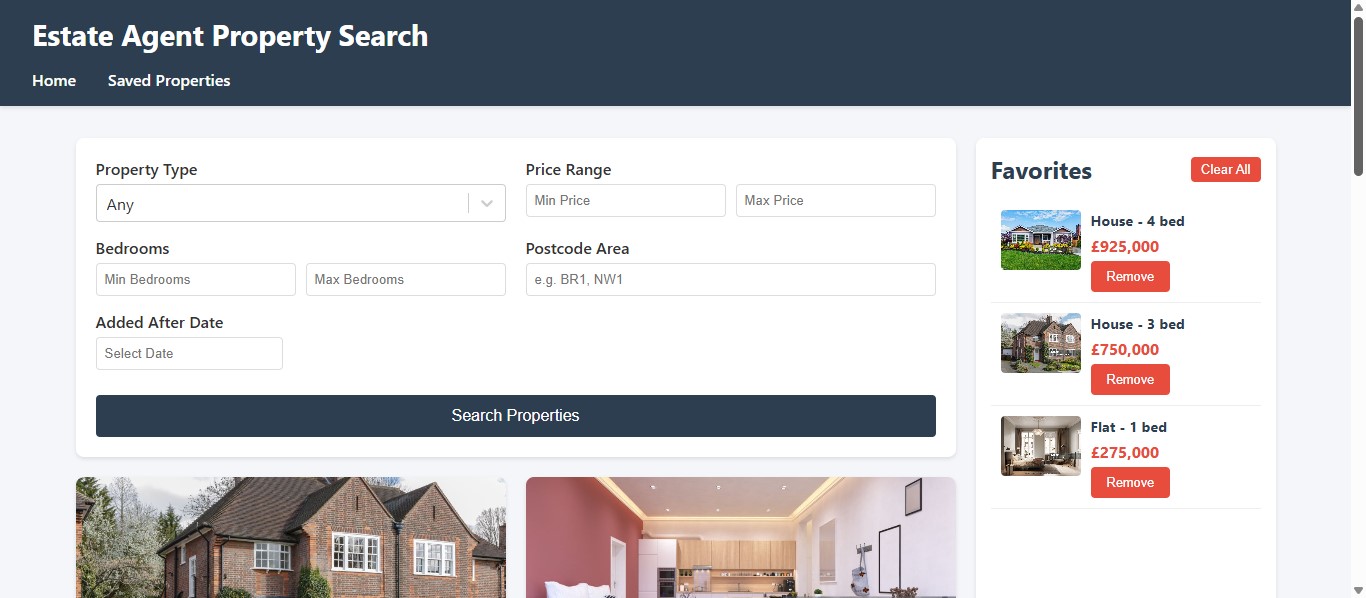 Estate Agent Property Search
Home Saved Properties
Property Type
Any
Price Range
Min Price Max Price
Bedrooms
Min Bedrooms Max Bedrooms
Postcode Area
e.g. BR1, NW1
Added After Date
Select Date
Search Properties
Favorites Clear All
House - 4 bed
£925,000
Remove
House - 3 bed
£750,000
Remove
Flat - 1 bed
£275,000
Remove